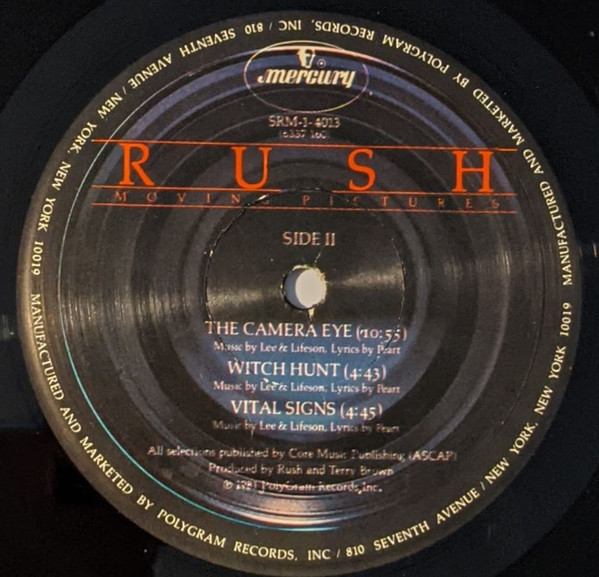 MANUFACTURED AND MARKETED BY POLYGRAM RECORDS, INC / 810 SEVENTH AVENUE / NEW YORK, NEW YORK 10019
MANUFACTURED AND MARKETED BY POLYGRAM RECORDS, INC / 810 SEVENTH AVENUE / NEW YORK, NEW YORK 10019
mercury
SRM-1-4013
(6337 160)
RUSH
MOVING PICTURES
SIDE II
THE CAMERA EYE (10:55)
Music by Lee & Lifeson, Lyrics by Peart
WITCH HUNT (4:43)
Music by Lee & Lifeson, Lyrics by Peart
VITAL SIGNS (4:45)
Music by Lee & Lifeson, Lyrics by Peart
All selections published by Core Music Publishing (ASCAP)
Produced by Rush and Terry Brown
℗ 1981 PolyGram Records, Inc.